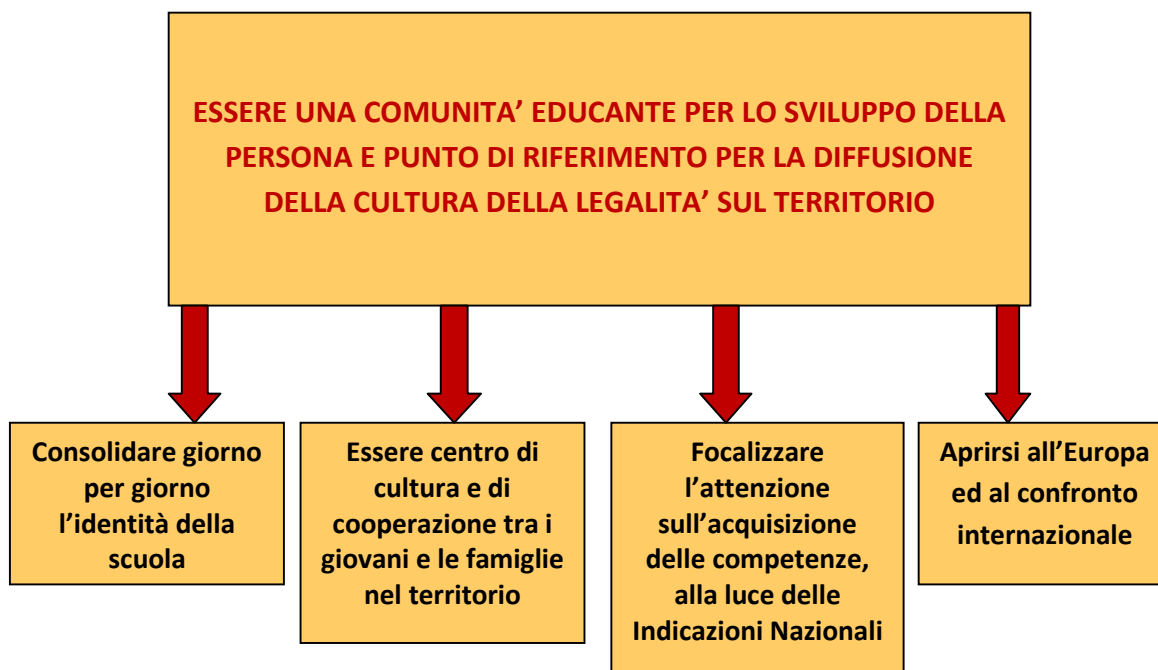 ESSERE UNA COMUNITA’ EDUCANTE PER LO SVILUPPO DELLA
PERSONA E PUNTO DI RIFERIMENTO PER LA DIFFUSIONE
DELLA CULTURA DELLA LEGALITA’ SUL TERRITORIO
Consolidare giorno
per giorno
l’identità della
scuola
Essere centro di
cultura e di
cooperazione tra i
giovani e le famiglie
nel territorio
Focalizzare
l’attenzione
sull’acquisizione
delle competenze,
alla luce delle
Indicazioni Nazionali
Aprirsi all’Europa
ed al confronto
internazionale